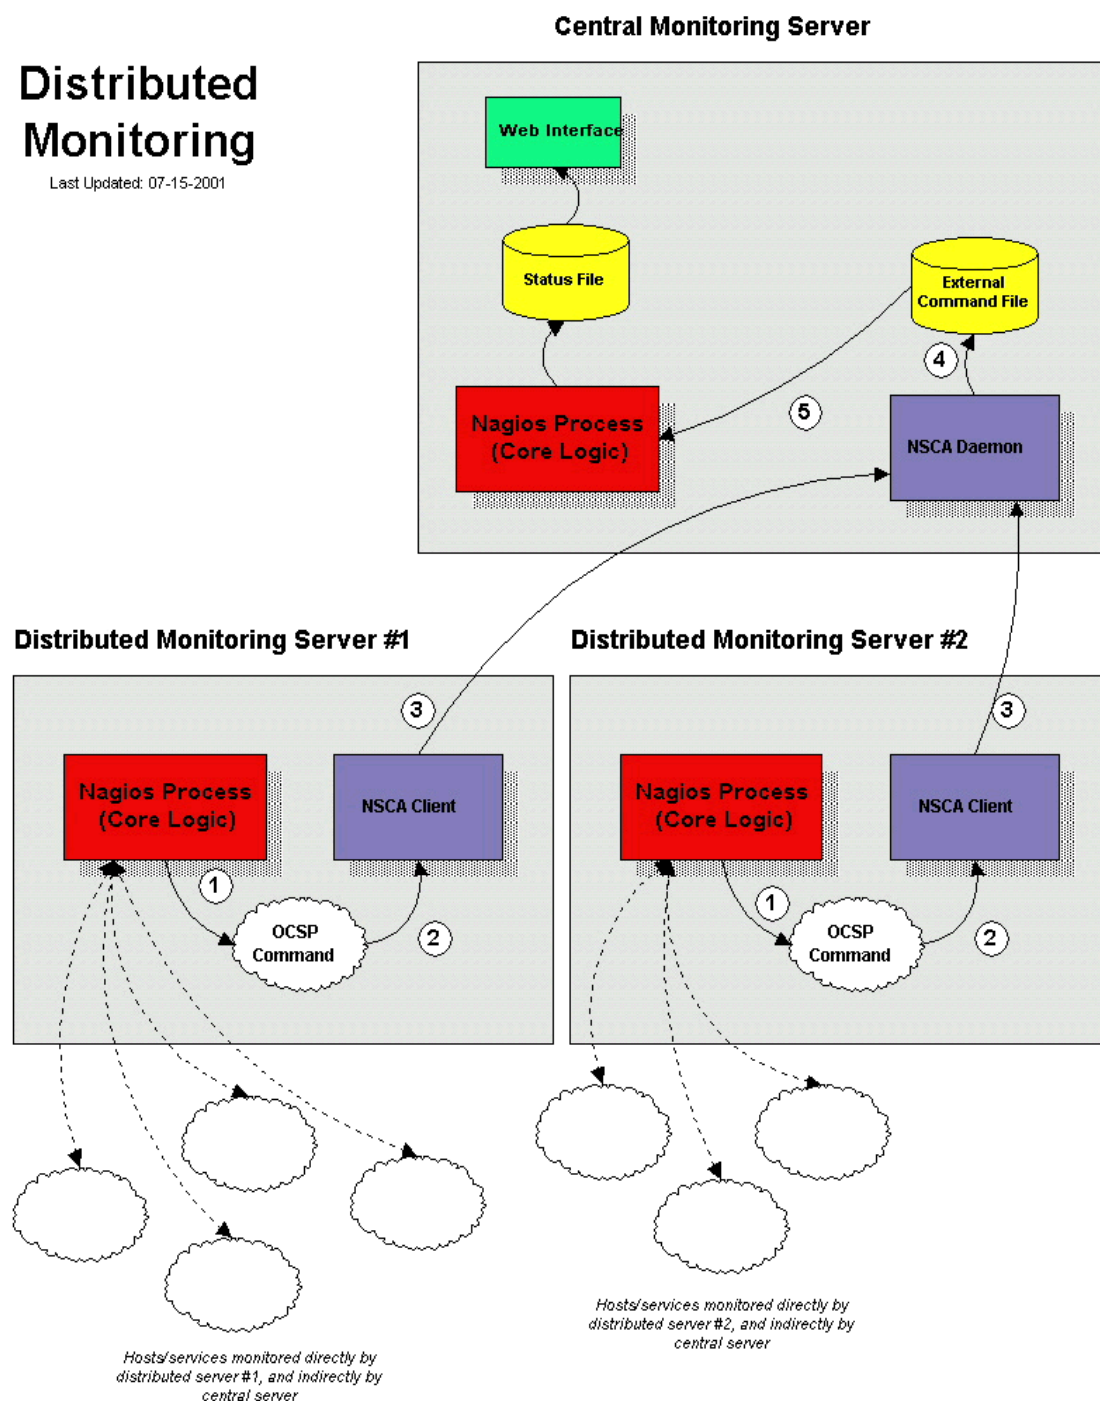 Central Monitoring Server
Distributed
Monitoring
Last Updated: 07-15-2001
Web Interface
Status File
External
Command File
4
5
Nagios Process
(Core Logic)
NSCA Daemon
Distributed Monitoring Server #1
Distributed Monitoring Server #2
3
3
Nagios Process
(Core Logic)
NSCA Client
Nagios Process
(Core Logic)
NSCA Client
1
OCSP
Command
2
1
OCSP
Command
2
Hosts/services monitored directly by
distributed server #2, and indirectly by
central server
Hosts/services monitored directly by
distributed server #1, and indirectly by
central server